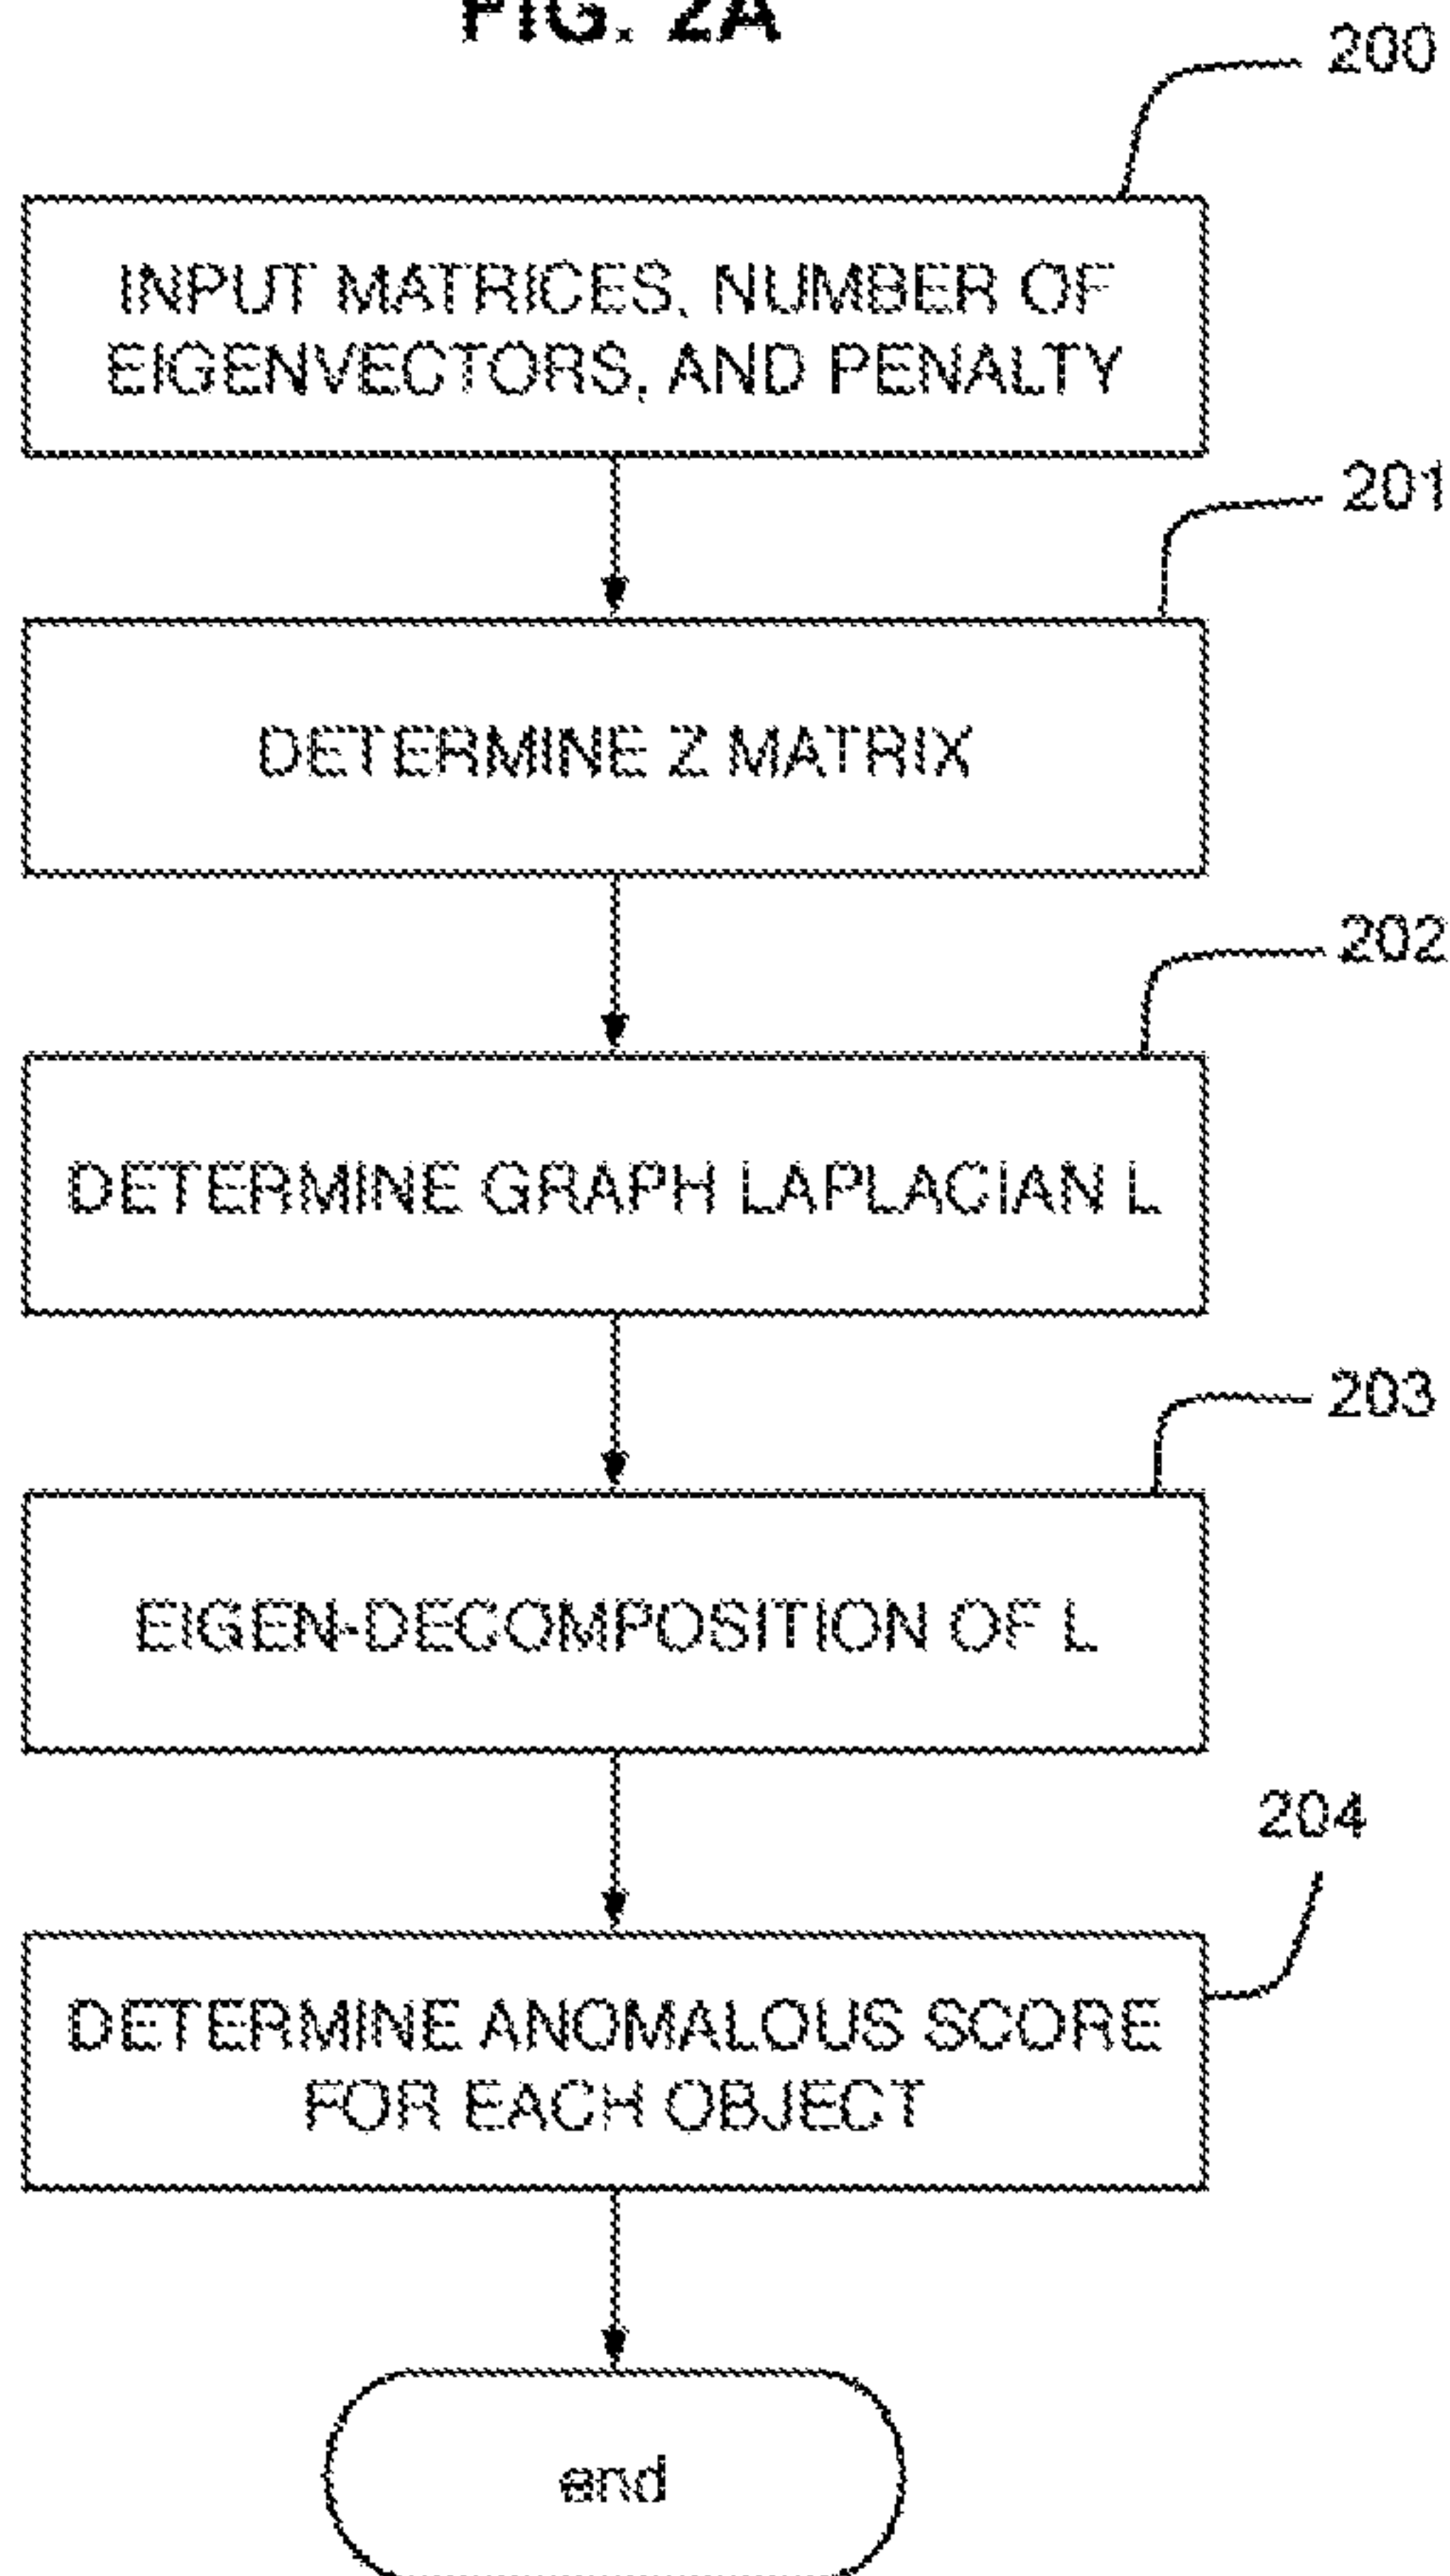 FIG. 2A
200
INPUT MATRICES, NUMBER OF
EIGENVECTORS, AND PENALTY
201
DETERMINE Z MATRIX
202
DETERMINE GRAPH LAPLACIAN L
203
EIGEN-DECOMPOSITION OF L
204
DETERMINE ANOMALOUS SCORE
FOR EACH OBJECT
end